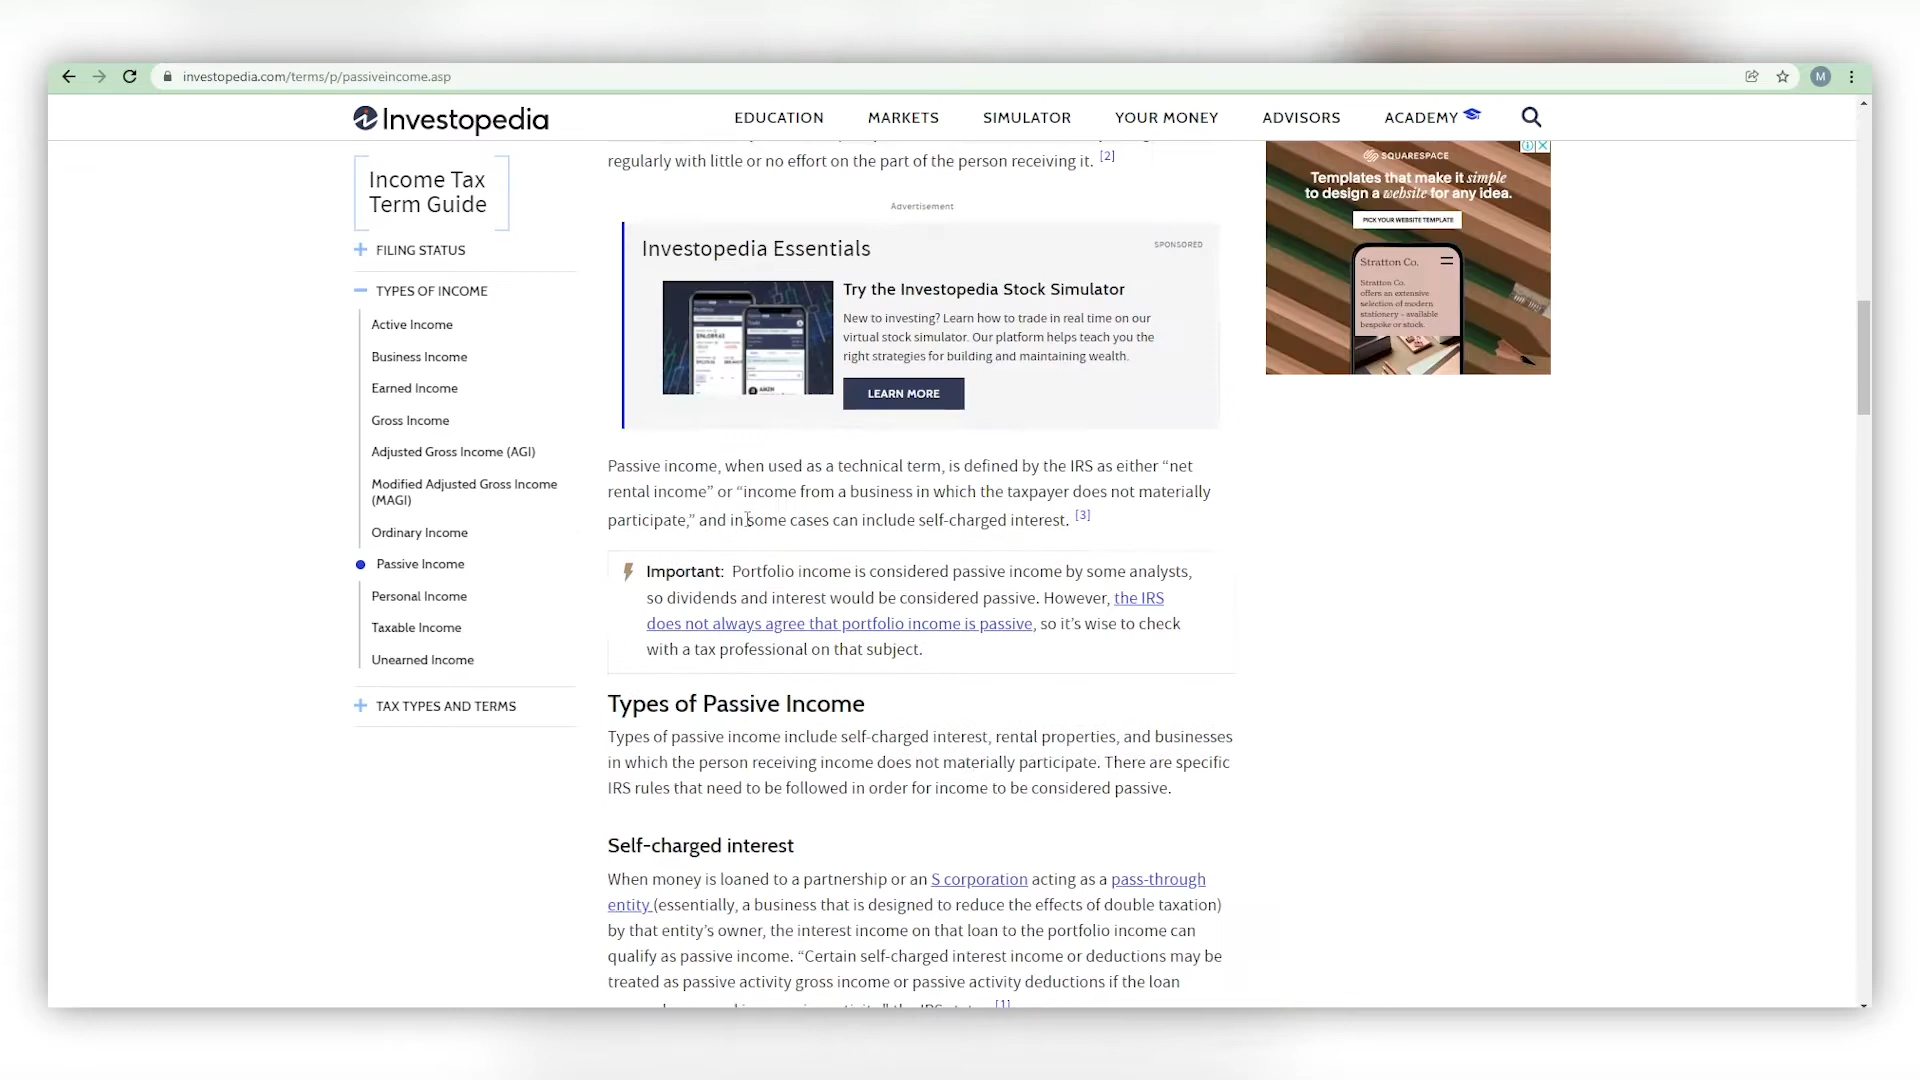 investopedia.com/terms/p/passiveincome.asp
M
Investopedia
EDUCATION
MARKETS
SIMULATOR
YOUR MONEY
ADVISORS
ACADEMY
Income Tax
Term Guide
FILING STATUS
TYPES OF INCOME
Active Income
Business Income
Earned Income
Gross Income
Adjusted Gross Income (AGI)
Modified Adjusted Gross Income
(MAGI)
Ordinary Income
Passive Income
Personal Income
Taxable Income
Unearned Income
TAX TYPES AND TERMS
regularly with little or no effort on the part of the person receiving it. [2]
Advertisement
Investopedia Essentials
SPONSORED
Try the Investopedia Stock Simulator
New to investing? Learn how to trade in real time on our
virtual stock simulator. Our platform helps teach you the
right strategies for building and maintaining wealth.
LEARN MORE
Passive income, when used as a technical term, is defined by the IRS as either “net
rental income” or “income from a business in which the taxpayer does not materially
participate,” and in some cases can include self-charged interest. [3]
Important: Portfolio income is considered passive income by some analysts,
so dividends and interest would be considered passive. However, the IRS
does not always agree that portfolio income is passive, so it’s wise to check
with a tax professional on that subject.
Types of Passive Income
Types of passive income include self-charged interest, rental properties, and businesses
in which the person receiving income does not materially participate. There are specific
IRS rules that need to be followed in order for income to be considered passive.
Self-charged interest
When money is loaned to a partnership or an S corporation acting as a pass-through
entity (essentially, a business that is designed to reduce the effects of double taxation)
by that entity’s owner, the interest income on that loan to the portfolio income can
qualify as passive income. “Certain self-charged interest income or deductions may be
treated as passive activity gross income or passive activity deductions if the loan
[1]
SQUARESPACE
Templates that make it simple
to design a website for any idea.
PICK YOUR WEBSITE TEMPLATE
Stratton Co.
Stratton Co.
offers an extensive
selection of modern
stationery – available
bespoke or stock.